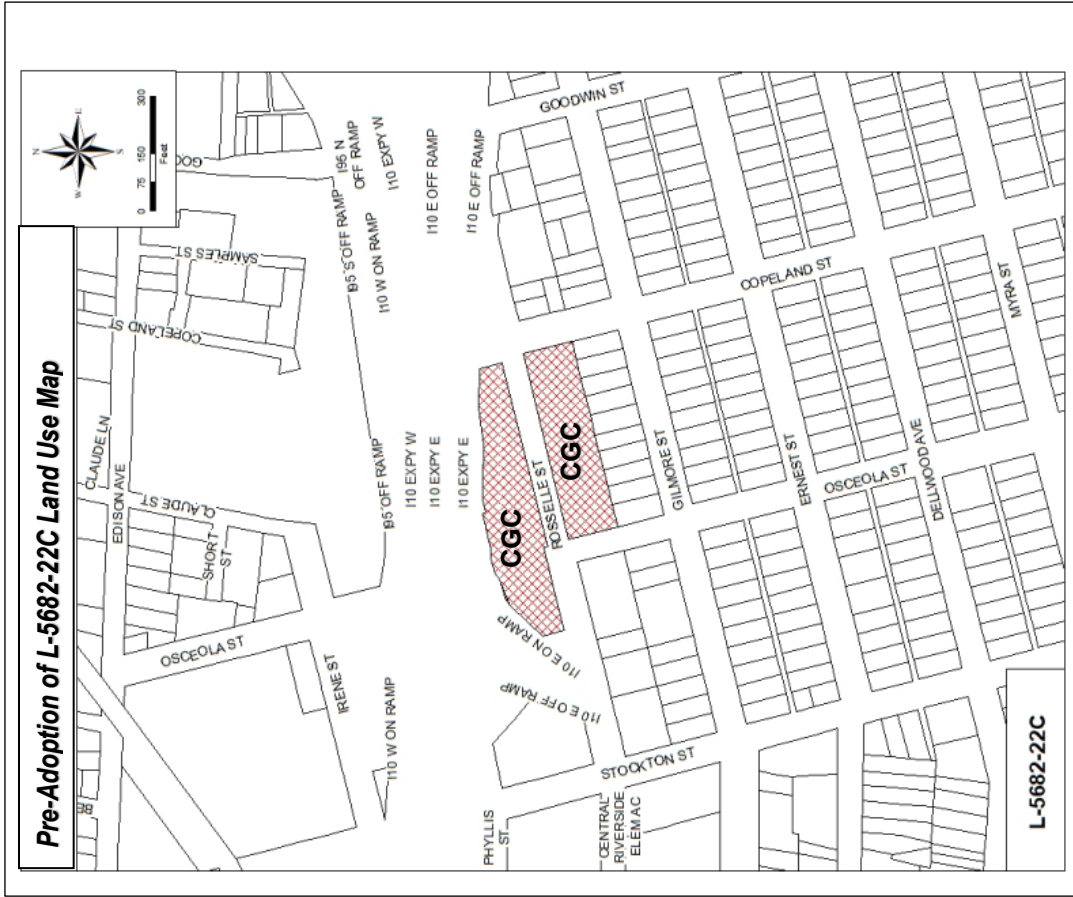 Pre-Adoption of L-5682-22C Land Use Map
N
W
E
S
0 75 150 300
Feet
CLAUDE LN
EDISON AVE
COPELAND ST
SAMPLES ST
CLAUDE ST
SHORT
ST
OSCEOLA ST
IRENE ST
I10 W ON RAMP
I95 S OFF RAMP
I95 N
OFF RAMP
I10 EXPY W
I10 W ON RAMP
I95 S OFF RAMP
I10 EXPY W
I10 EXPY E
I10 EXPY E
I10 E OFF RAMP
I10 E OFF RAMP
GOODWIN ST
CGC
ROSSELLE ST
CGC
I10 E ON RAMP
I10 E OFF RAMP
PHYLLIS
ST
STOCKTON ST
CENTRAL
RIVERSIDE
ELEM AC
GILMORE ST
COPELAND ST
ERNEST ST
OSCEOLA ST
DELLWOOD AVE
MYRA ST
L-5682-22C